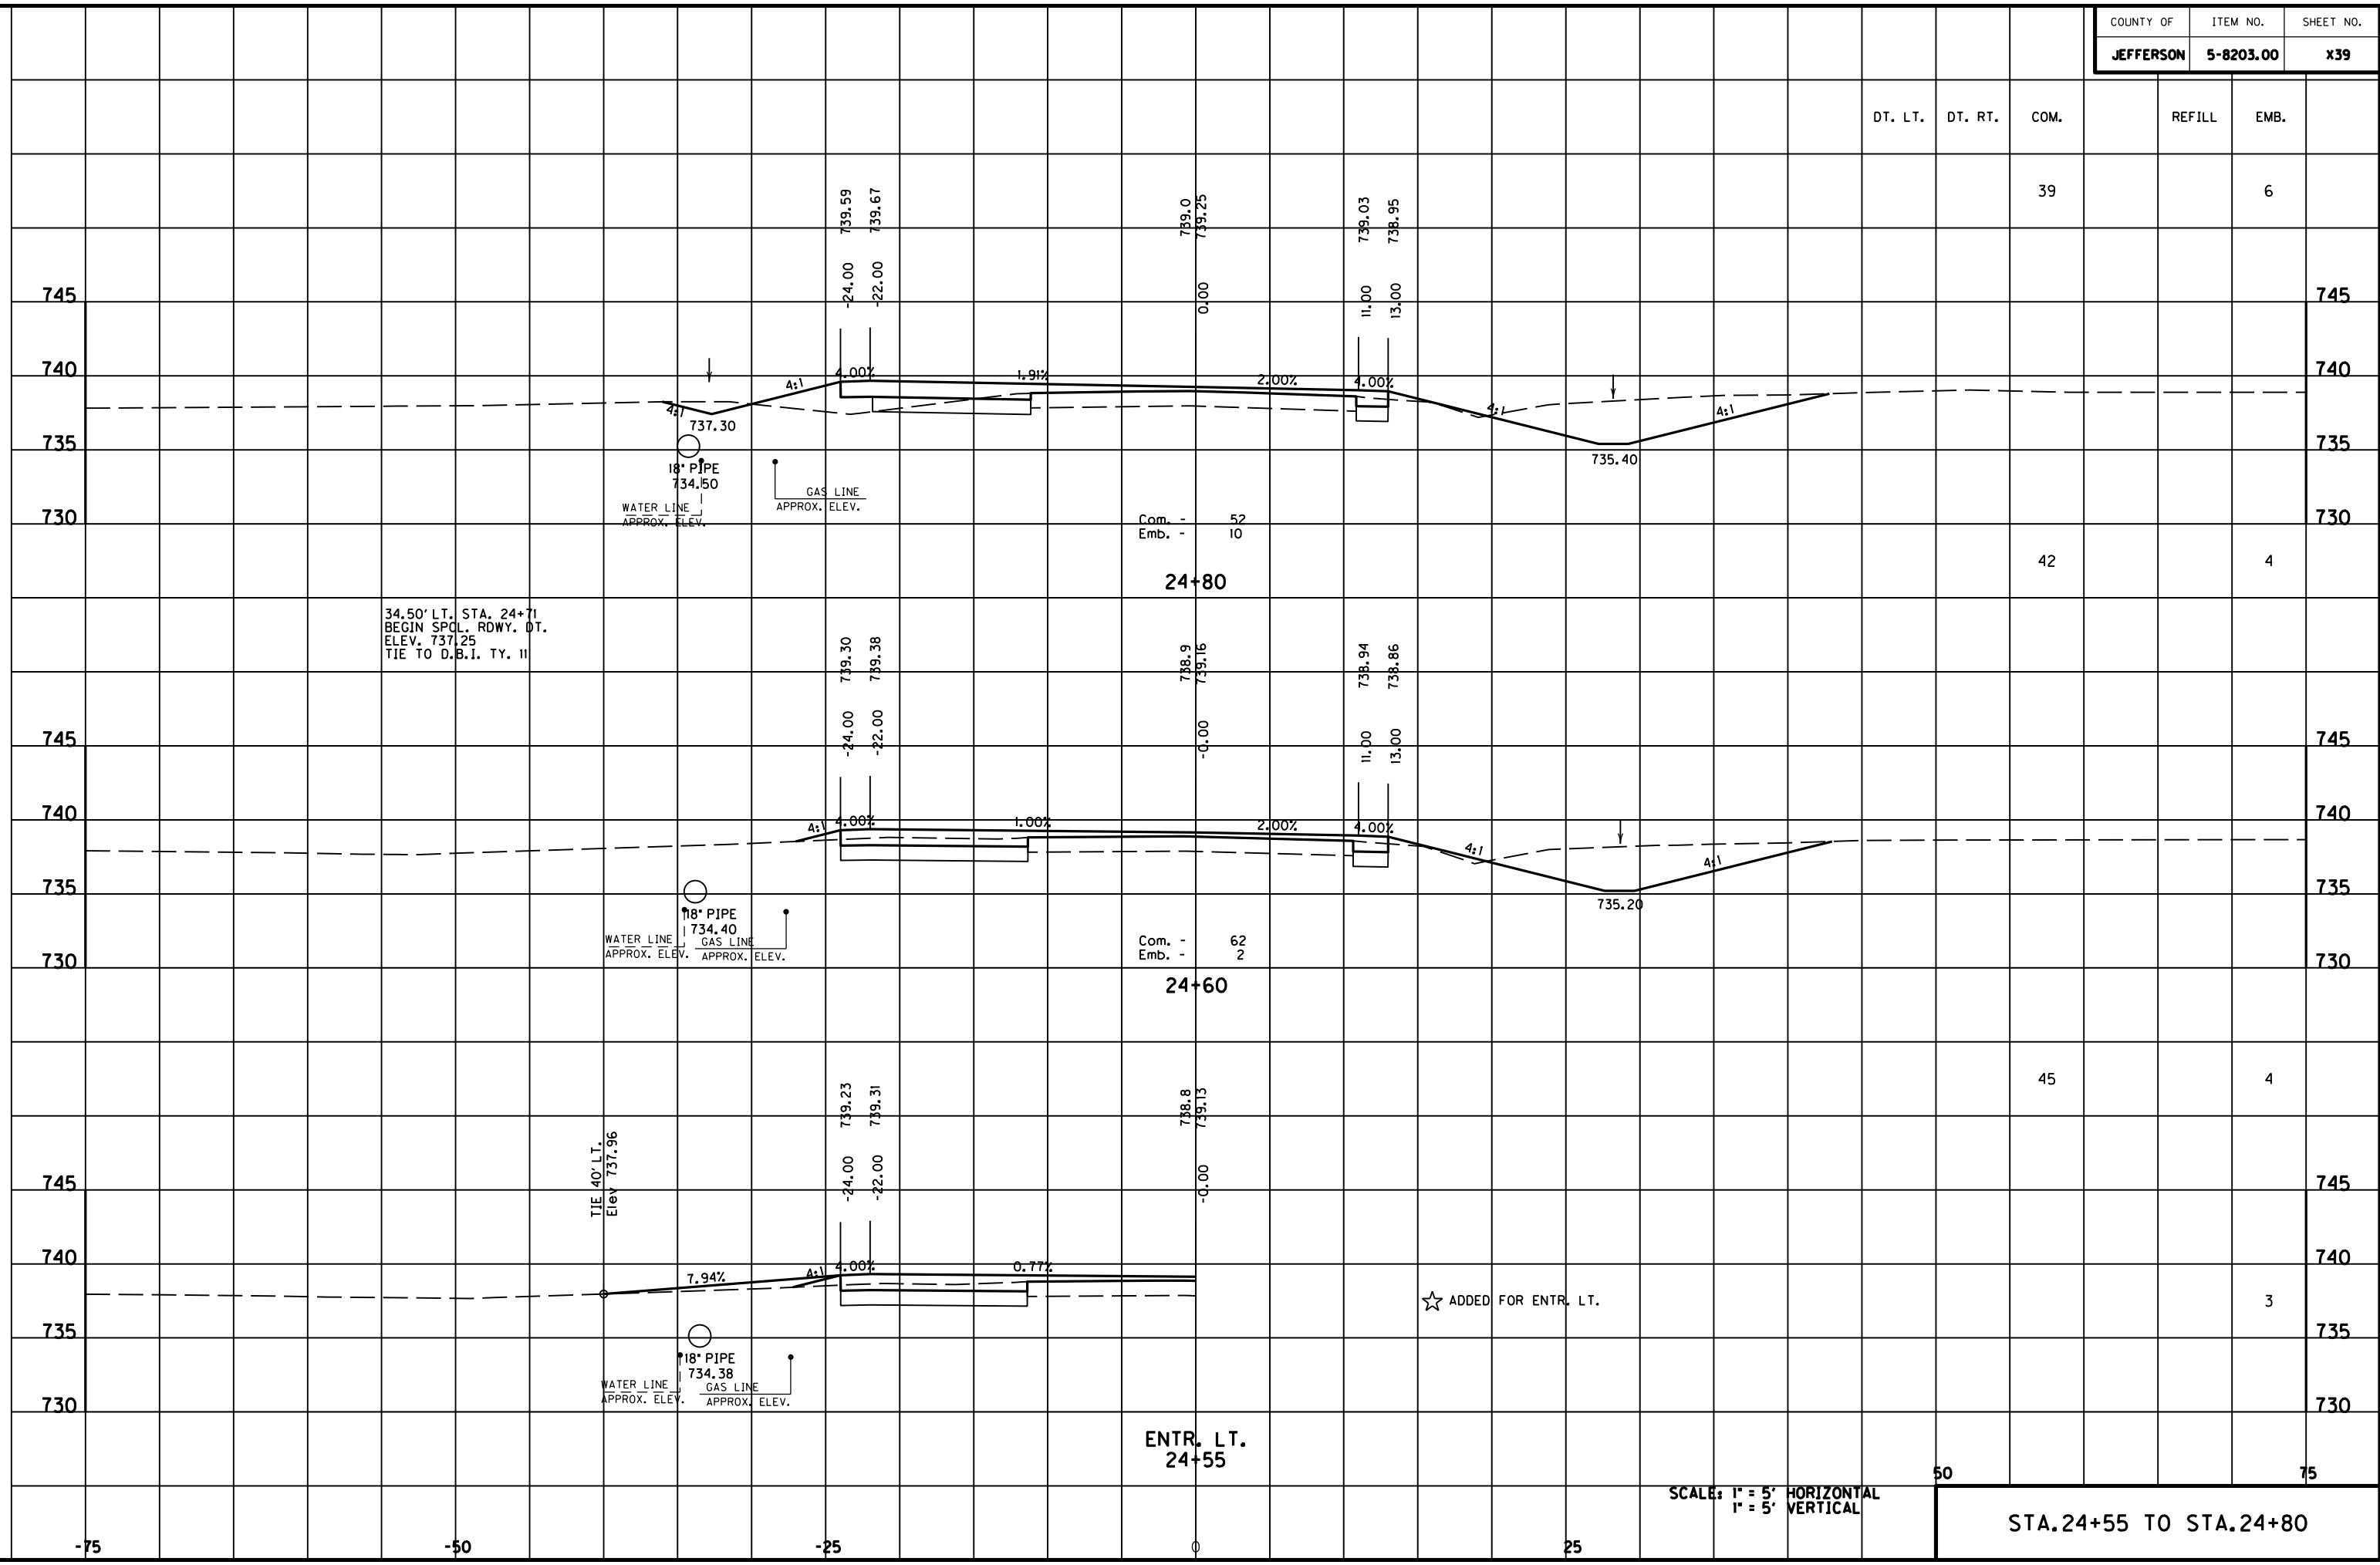 COUNTY OF ITEM NO. SHEET NO.
JEFFERSON 5-8203.00 X39
DT. LT. DT. RT. COM. REFILL EMB.
39 6
739.59 739.67 739.0 739.25 739.03 738.95
-24.00 -22.00 0.00 11.00 13.00
745 745
740 740
4:1 4:1 4.00% 1.91% 2.00% 4.00% 4:1 4:1
737.30
735 735
735.40
18" PIPE
734.50
WATER LINE
APPROX. ELEV.
GAS LINE
APPROX. ELEV.
730 730
Com. - 52
Emb. - 10
24+80
42 4
34.50' LT. STA. 24+71
BEGIN SPCL. RDWY. DT.
ELEV. 737.25
TIE TO D.B.I. TY. 11
739.30 739.38 738.9 739.16 738.94 738.86
-24.00 -22.00 -0.00 11.00 13.00
745 745
740 740
4:1 4.00% 1.00% 2.00% 4.00% 4:1 4:1
735 735
735.20
18" PIPE
734.40
WATER LINE
APPROX. ELEV.
GAS LINE
APPROX. ELEV.
730 730
Com. - 62
Emb. - 2
24+60
45 4
739.23 739.31 738.8 739.13
TIE 40' LT.
Elev 737.96
-24.00 -22.00 -0.00
745 745
740 740
7.94% 4:1 4.00% 0.77%
ADDED FOR ENTR. LT.
3
735 735
18" PIPE
734.38
WATER LINE
APPROX. ELEV.
GAS LINE
APPROX. ELEV.
730 730
ENTR. LT.
24+55
50 75
SCALE: 1" = 5' HORIZONTAL
1" = 5' VERTICAL
STA.24+55 TO STA.24+80
-75 -50 -25 0 25